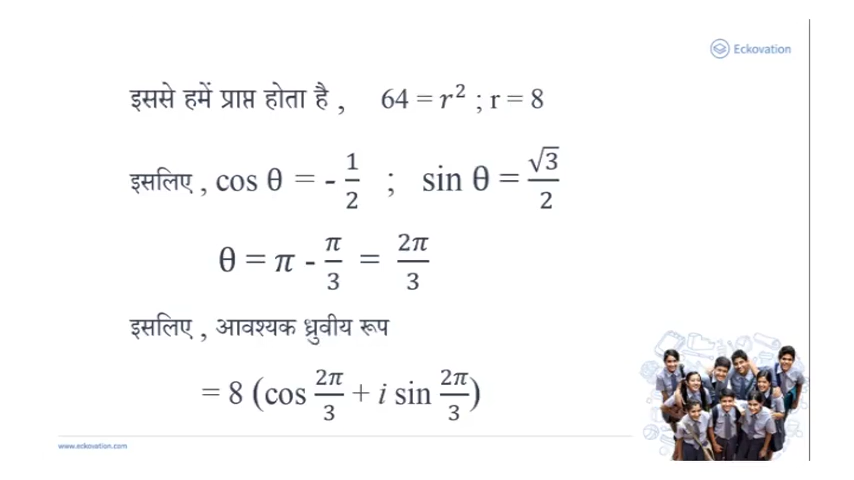 Eckovation
इससे हमें प्राप्त होता है , 64 = r² ; r = 8
इसलिए , cos θ = - 1/2 ; sin θ = √3/2
θ = π - π/3 = 2π/3
इसलिए , आवश्यक ध्रुवीय रूप
= 8 (cos 2π/3 + i sin 2π/3)
www.eckovation.com